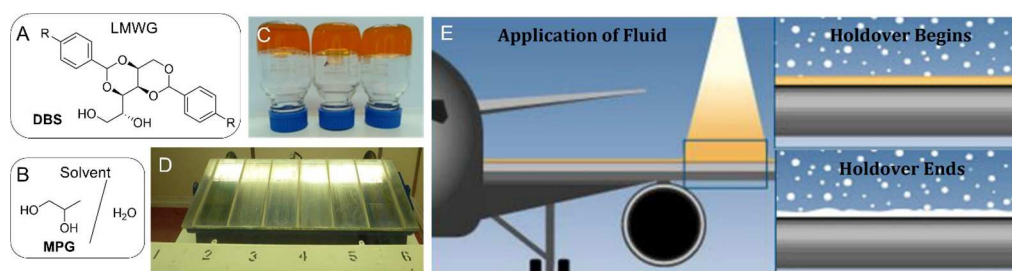 A
LMWG
R
O
O
O
O
HO
OH
R
DBS
B
Solvent
HO
OH
MPG
H₂O
C
D
1 2 3 4 5 6
E
Application of Fluid
Holdover Begins
Holdover Ends